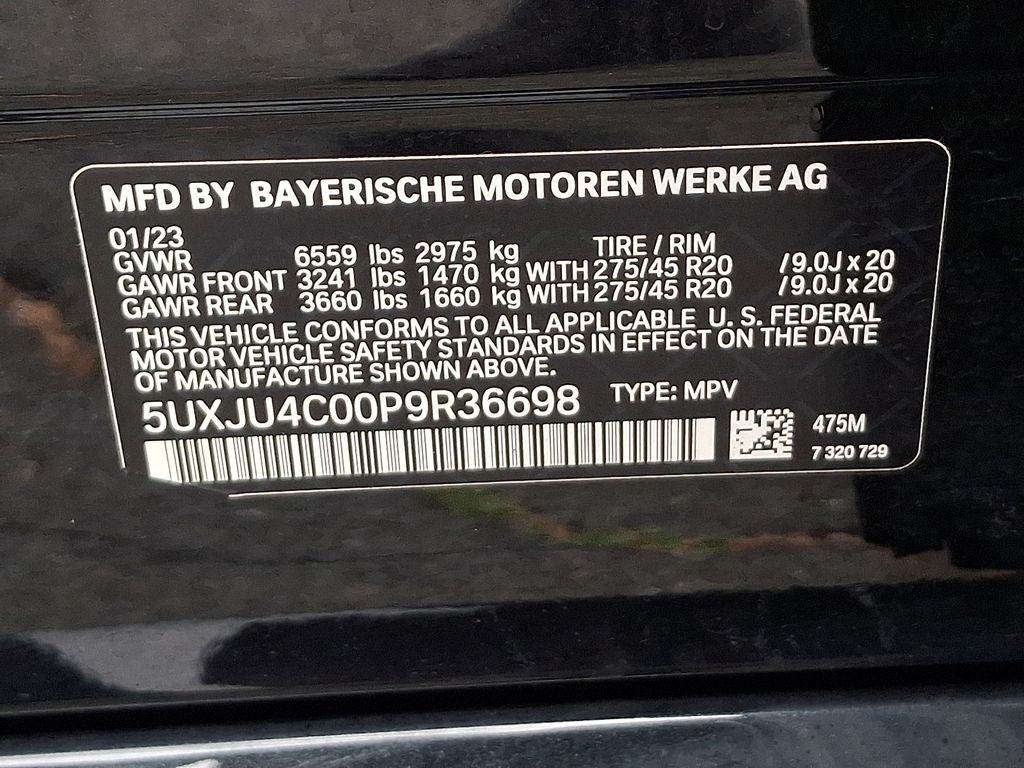 MFD BY BAYERISCHE MOTOREN WERKE AG
01/23
GVWR 6559 lbs 2975 kg TIRE / RIM
GAWR FRONT 3241 lbs 1470 kg WITH 275/45 R20 /9.0J x 20
GAWR REAR 3660 lbs 1660 kg WITH 275/45 R20 /9.0J x 20
THIS VEHICLE CONFORMS TO ALL APPLICABLE U. S. FEDERAL
MOTOR VEHICLE SAFETY STANDARDS IN EFFECT ON THE DATE
OF MANUFACTURE SHOWN ABOVE.
5UXJU4C00P9R36698 TYPE: MPV
475M
7 320 729